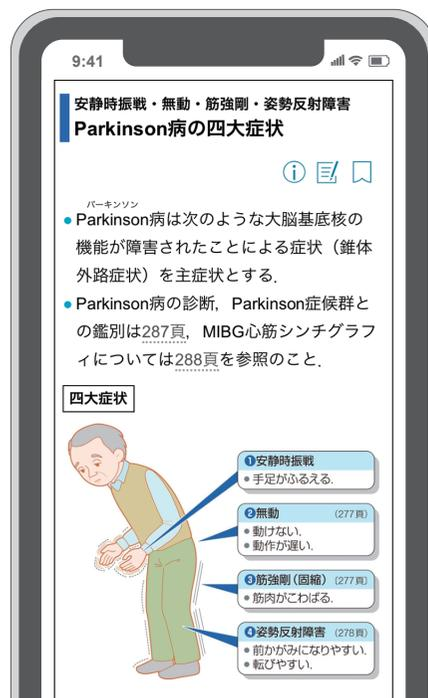 9:41
安静時振戦・無動・筋強剛・姿勢反射障害
Parkinson病の四大症状
パーキンソン
Parkinson病は次のような大脳基底核の
機能が障害されたことによる症状（錐体
外路症状）を主症状とする．
Parkinson病の診断，Parkinson症候群と
の鑑別は287頁，MIBG心筋シンチグラフ
ィについては288頁を参照のこと．
四大症状
❶安静時振戦
手足がふるえる．
❷無動 (277頁)
動けない．
動作が遅い．
❸筋強剛（固縮） (277頁)
筋肉がこわばる．
❹姿勢反射障害 (278頁)
前かがみになりやすい．
転びやすい．